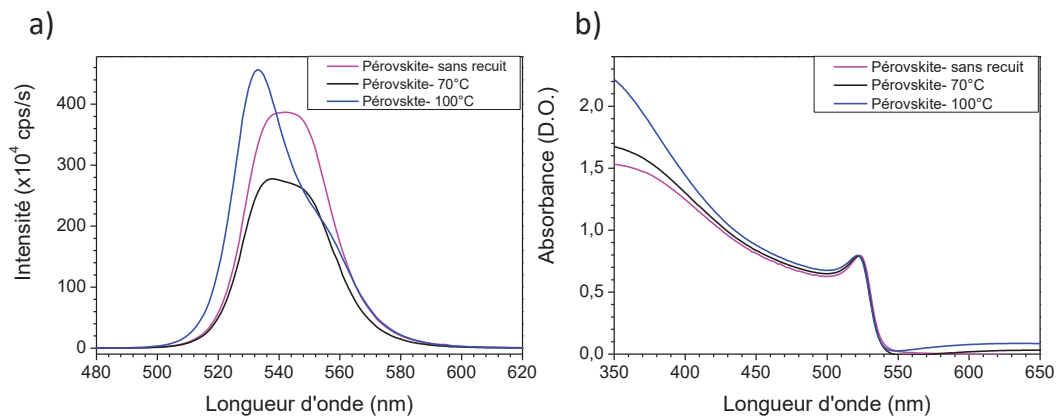 a)
Pérovskite- sans recuit
Pérovskite- 70°C
Pérovskte- 100°C
400
300
200
100
0
480 500 520 540 560 580 600 620
Intensité (x10⁴ cps/s)
Longueur d'onde (nm)
b)
Pérovskite- sans recuit
Pérovskite- 70°C
Pérovskite- 100°C
2,0
1,5
1,0
0,5
0,0
350 400 450 500 550 600 650
Absorbance (D.O.)
Longueur d'onde (nm)